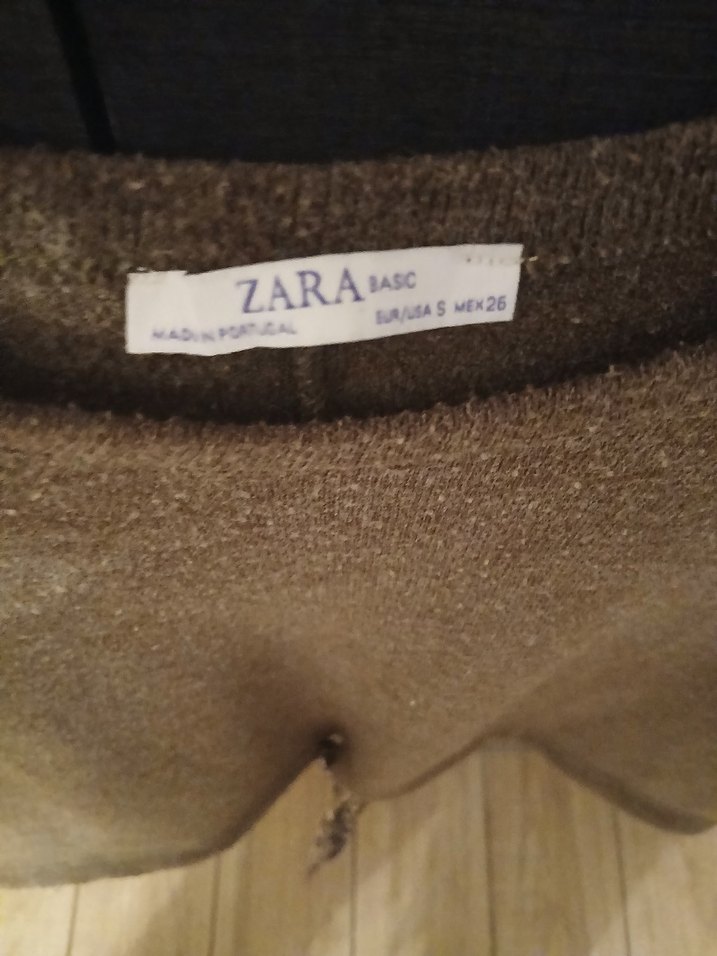 ZARA BASIC
MADE IN PORTUGAL EUR/USA S MEX 26